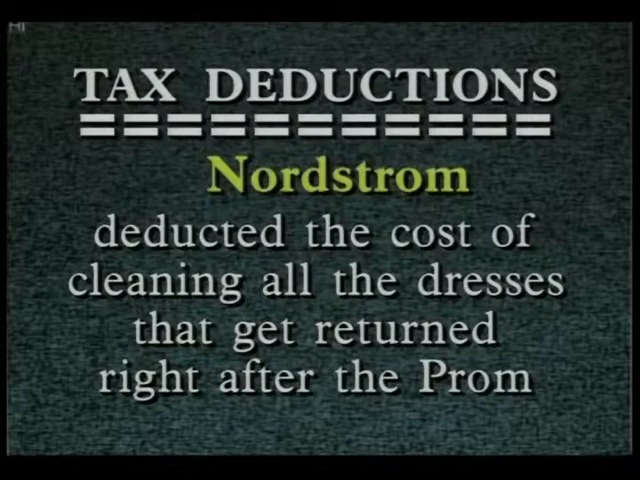 TAX DEDUCTIONS
===========
Nordstrom
deducted the cost of
cleaning all the dresses
that get returned
right after the Prom